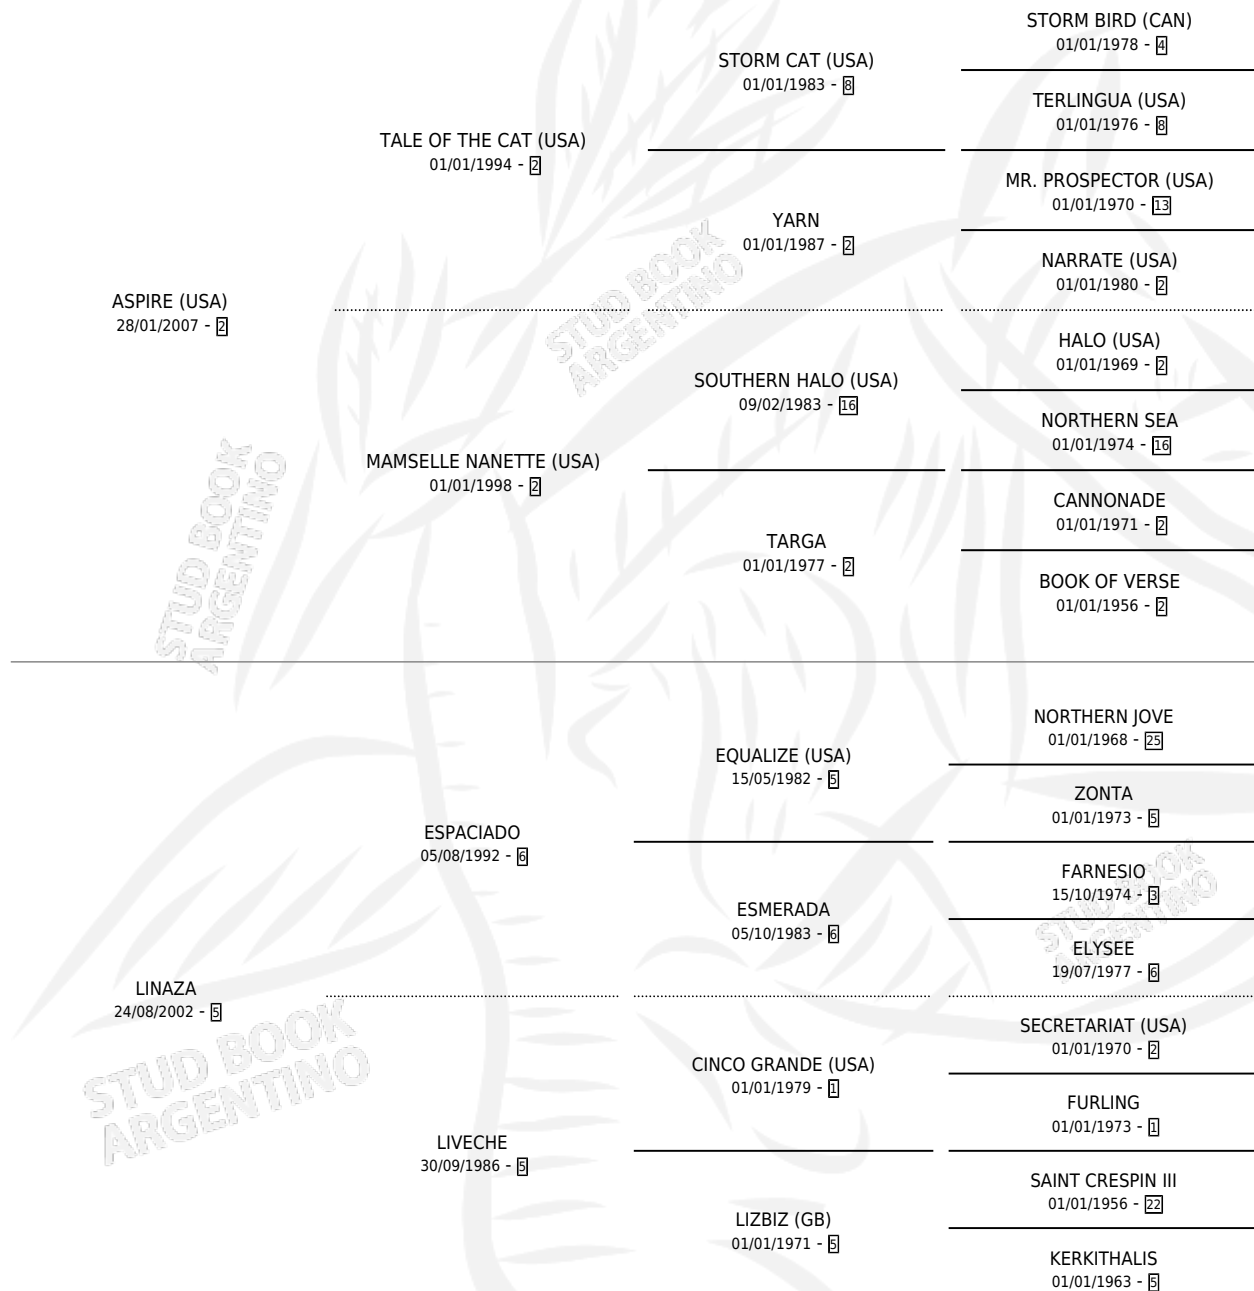 STORM BIRD (CAN)
01/01/1978 - 4
STORM CAT (USA)
01/01/1983 - 8
TERLINGUA (USA)
01/01/1976 - 8
TALE OF THE CAT (USA)
01/01/1994 - 2
MR. PROSPECTOR (USA)
01/01/1970 - 13
YARN
01/01/1987 - 2
NARRATE (USA)
01/01/1980 - 2
ASPIRE (USA)
28/01/2007 - 2
HALO (USA)
01/01/1969 - 2
SOUTHERN HALO (USA)
09/02/1983 - 16
NORTHERN SEA
01/01/1974 - 16
MAMSELLE NANETTE (USA)
01/01/1998 - 2
CANNONADE
01/01/1971 - 2
TARGA
01/01/1977 - 2
BOOK OF VERSE
01/01/1956 - 2
NORTHERN JOVE
01/01/1968 - 25
EQUALIZE (USA)
15/05/1982 - 5
ZONTA
01/01/1973 - 5
ESPACIADO
05/08/1992 - 6
FARNESIO
15/10/1974 - 3
ESMERADA
05/10/1983 - 6
ELYSEE
19/07/1977 - 6
LINAZA
24/08/2002 - 5
SECRETARIAT (USA)
01/01/1970 - 2
CINCO GRANDE (USA)
01/01/1979 - 1
FURLING
01/01/1973 - 1
LIVECHE
30/09/1986 - 5
SAINT CRESPIN III
01/01/1956 - 22
LIZBIZ (GB)
01/01/1971 - 5
KERKITHALIS
01/01/1963 - 5
STUD BOOK
ARGENTINO
STUD BOOK
ARGENTINO
STUD BOOK
ARGENTINO
STUD BOOK
ARGENTINO